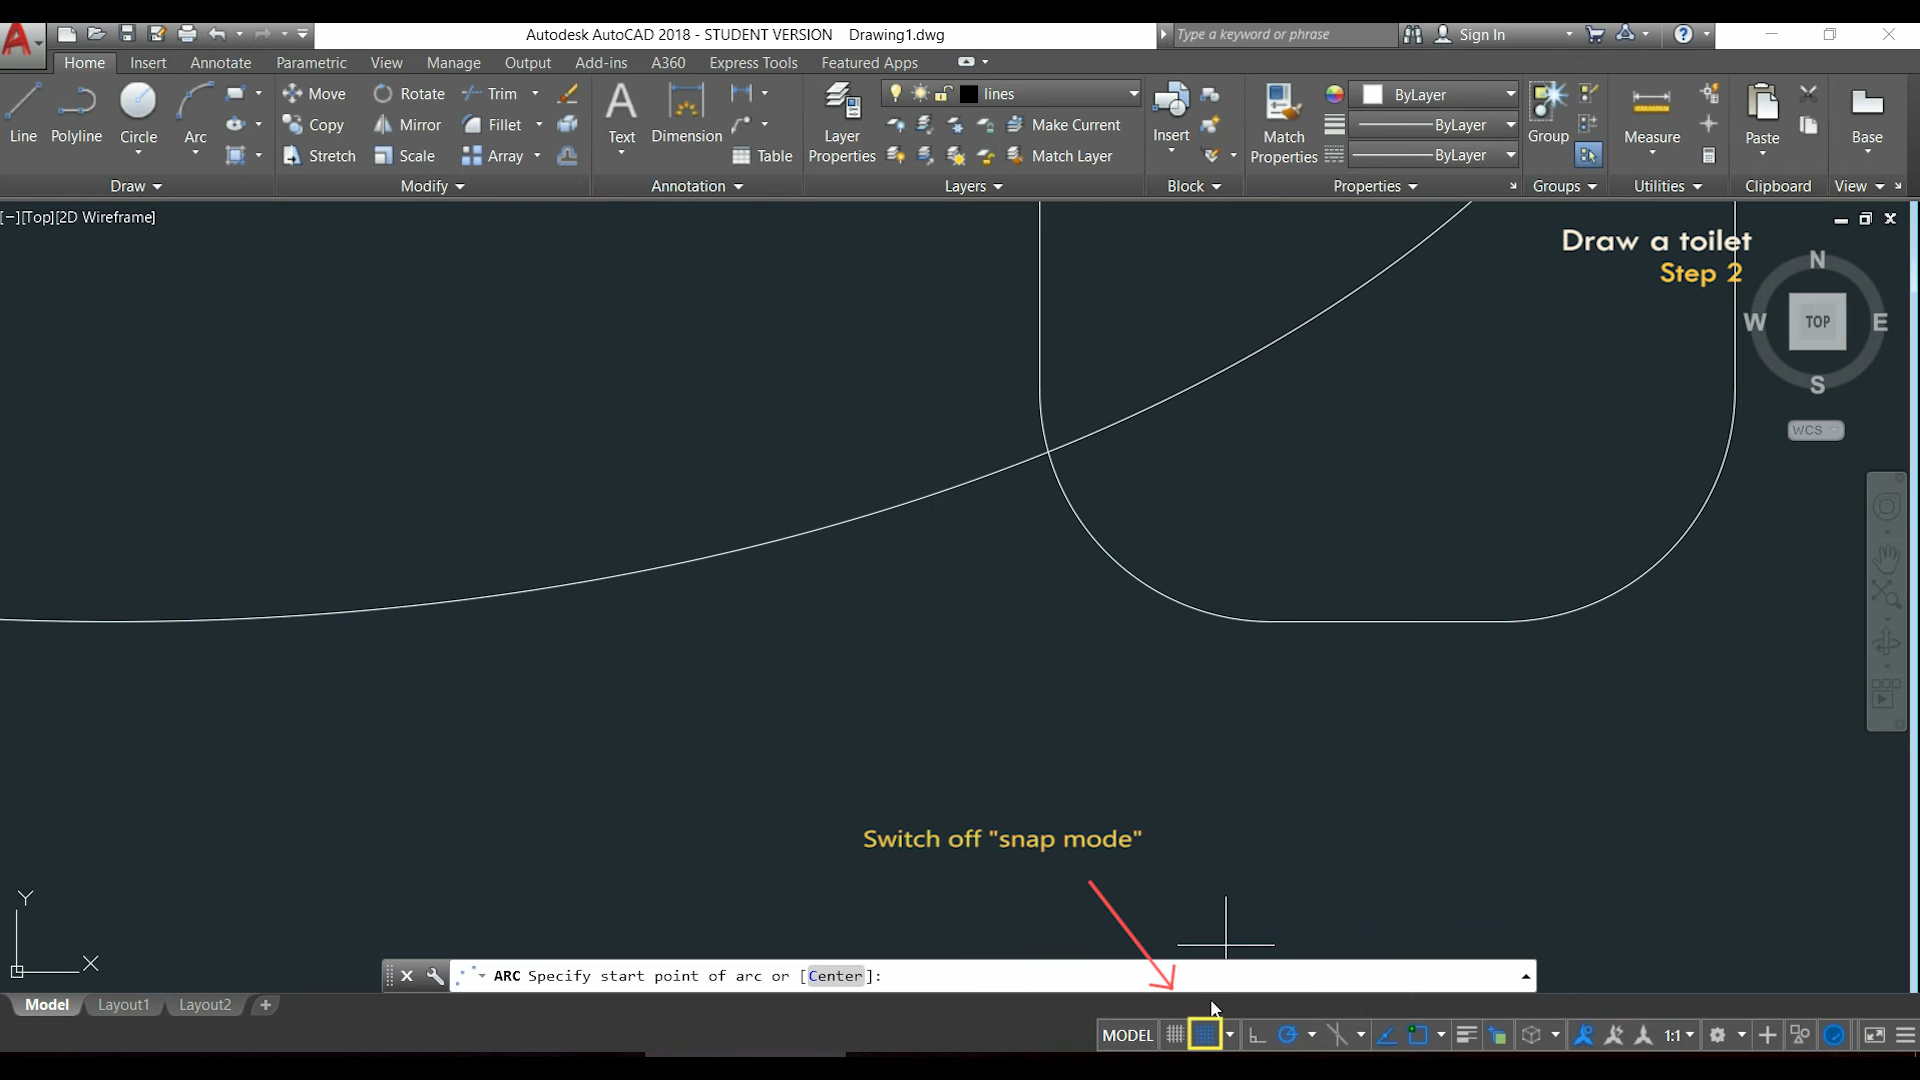 Autodesk AutoCAD 2018 - STUDENT VERSION Drawing1.dwg
Type a keyword or phrase
Sign In
Home Insert Annotate Parametric View Manage Output Add-ins A360 Express Tools Featured Apps
Line Polyline Circle Arc
Move Rotate Trim
Copy Mirror Fillet
Stretch Scale Array
Text Dimension Table
Layer Properties
lines
Make Current
Match Layer
Insert
Match Properties
ByLayer
ByLayer
ByLayer
Group
Measure
Paste
Base
Draw Modify Annotation Layers Block Properties Groups Utilities Clipboard View
[−][Top][2D Wireframe]
Draw a toilet
Step 2
N
W TOP E
S
WCS
Switch off "snap mode"
Y
X
ARC Specify start point of arc or [Center]:
Model Layout1 Layout2 +
MODEL 1:1